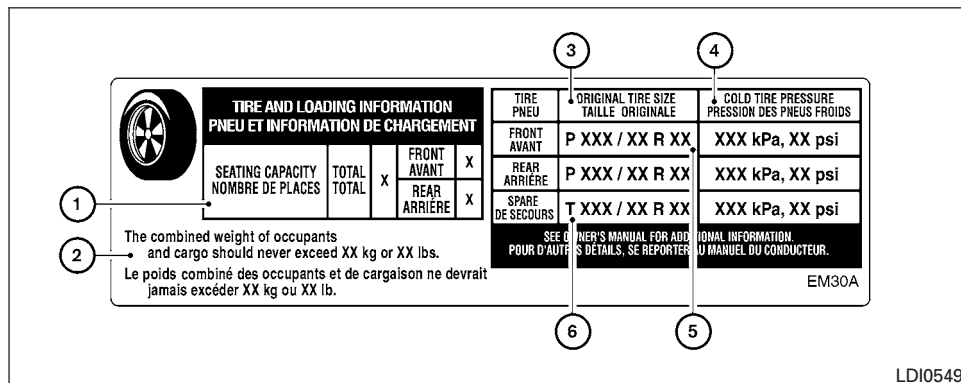 3
4
TIRE AND LOADING INFORMATION
PNEU ET INFORMATION DE CHARGEMENT
SEATING CAPACITY
NOMBRE DE PLACES
TOTAL
TOTAL
X
FRONT
AVANT
X
REAR
ARRIÈRE
X
TIRE
PNEU
ORIGINAL TIRE SIZE
TAILLE ORIGINALE
COLD TIRE PRESSURE
PRESSION DES PNEUS FROIDS
FRONT
AVANT
P XXX / XX R XX
XXX kPa, XX psi
REAR
ARRIÉRE
P XXX / XX R XX
XXX kPa, XX psi
SPARE
DE SECOURS
T XXX / XX R XX
XXX kPa, XX psi
SEE OWNER'S MANUAL FOR ADDITIONAL INFORMATION.
POUR D'AUTRES DÉTAILS, SE REPORTER AU MANUEL DU CONDUCTEUR.
EM30A
1
2
The combined weight of occupants
and cargo should never exceed XX kg or XX lbs.
Le poids combiné des occupants et de cargaison ne devrait
jamais excéder XX kg ou XX lb.
6
5
LDI0549